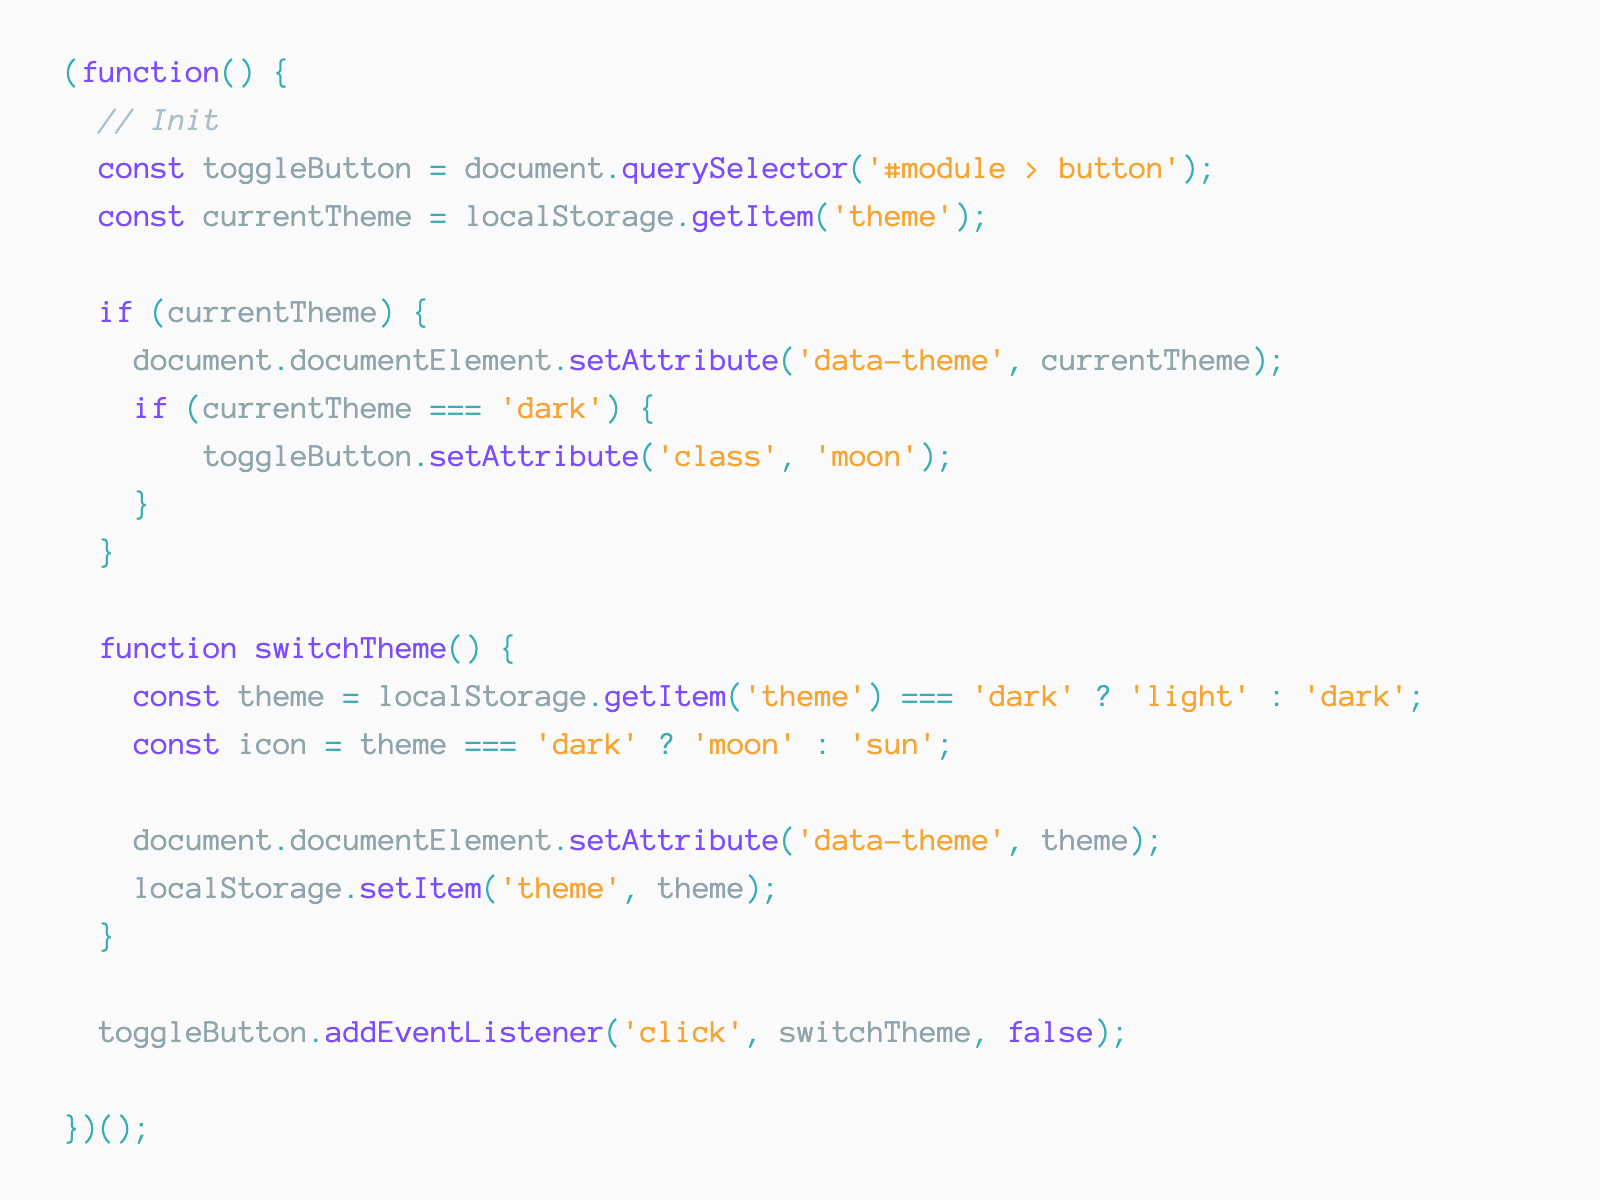 (function() {
  // Init
  const toggleButton = document.querySelector('#module > button');
  const currentTheme = localStorage.getItem('theme');

  if (currentTheme) {
    document.documentElement.setAttribute('data-theme', currentTheme);
    if (currentTheme === 'dark') {
        toggleButton.setAttribute('class', 'moon');
    }
  }

  function switchTheme() {
    const theme = localStorage.getItem('theme') === 'dark' ? 'light' : 'dark';
    const icon = theme === 'dark' ? 'moon' : 'sun';

    document.documentElement.setAttribute('data-theme', theme);
    localStorage.setItem('theme', theme);
  }

  toggleButton.addEventListener('click', switchTheme, false);

})();